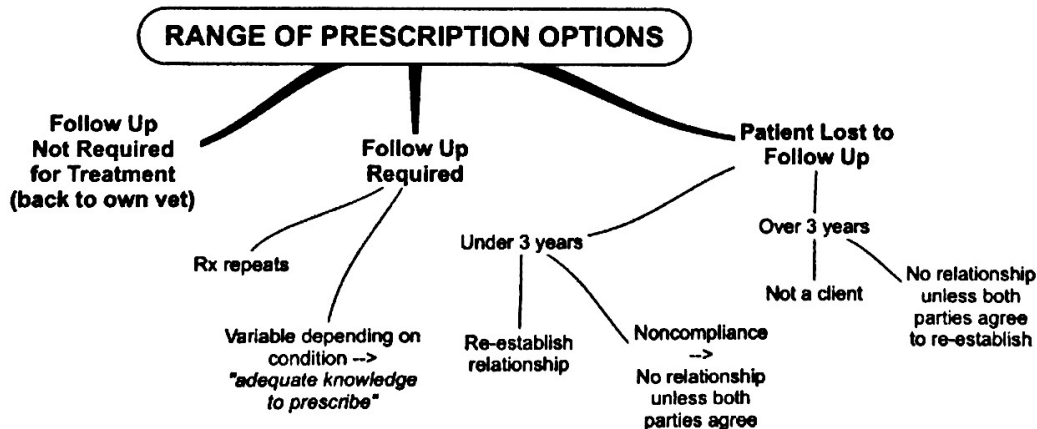 RANGE OF PRESCRIPTION OPTIONS
Follow Up
Not Required
for Treatment
(back to own vet)
Follow Up
Required
Rx repeats
Variable depending on
condition -->
"adequate knowledge
to prescribe"
Patient Lost to
Follow Up
Under 3 years
Re-establish
relationship
Noncompliance
-->
No relationship
unless both
parties agree
Over 3 years
Not a client
No relationship
unless both
parties agree
to re-establish